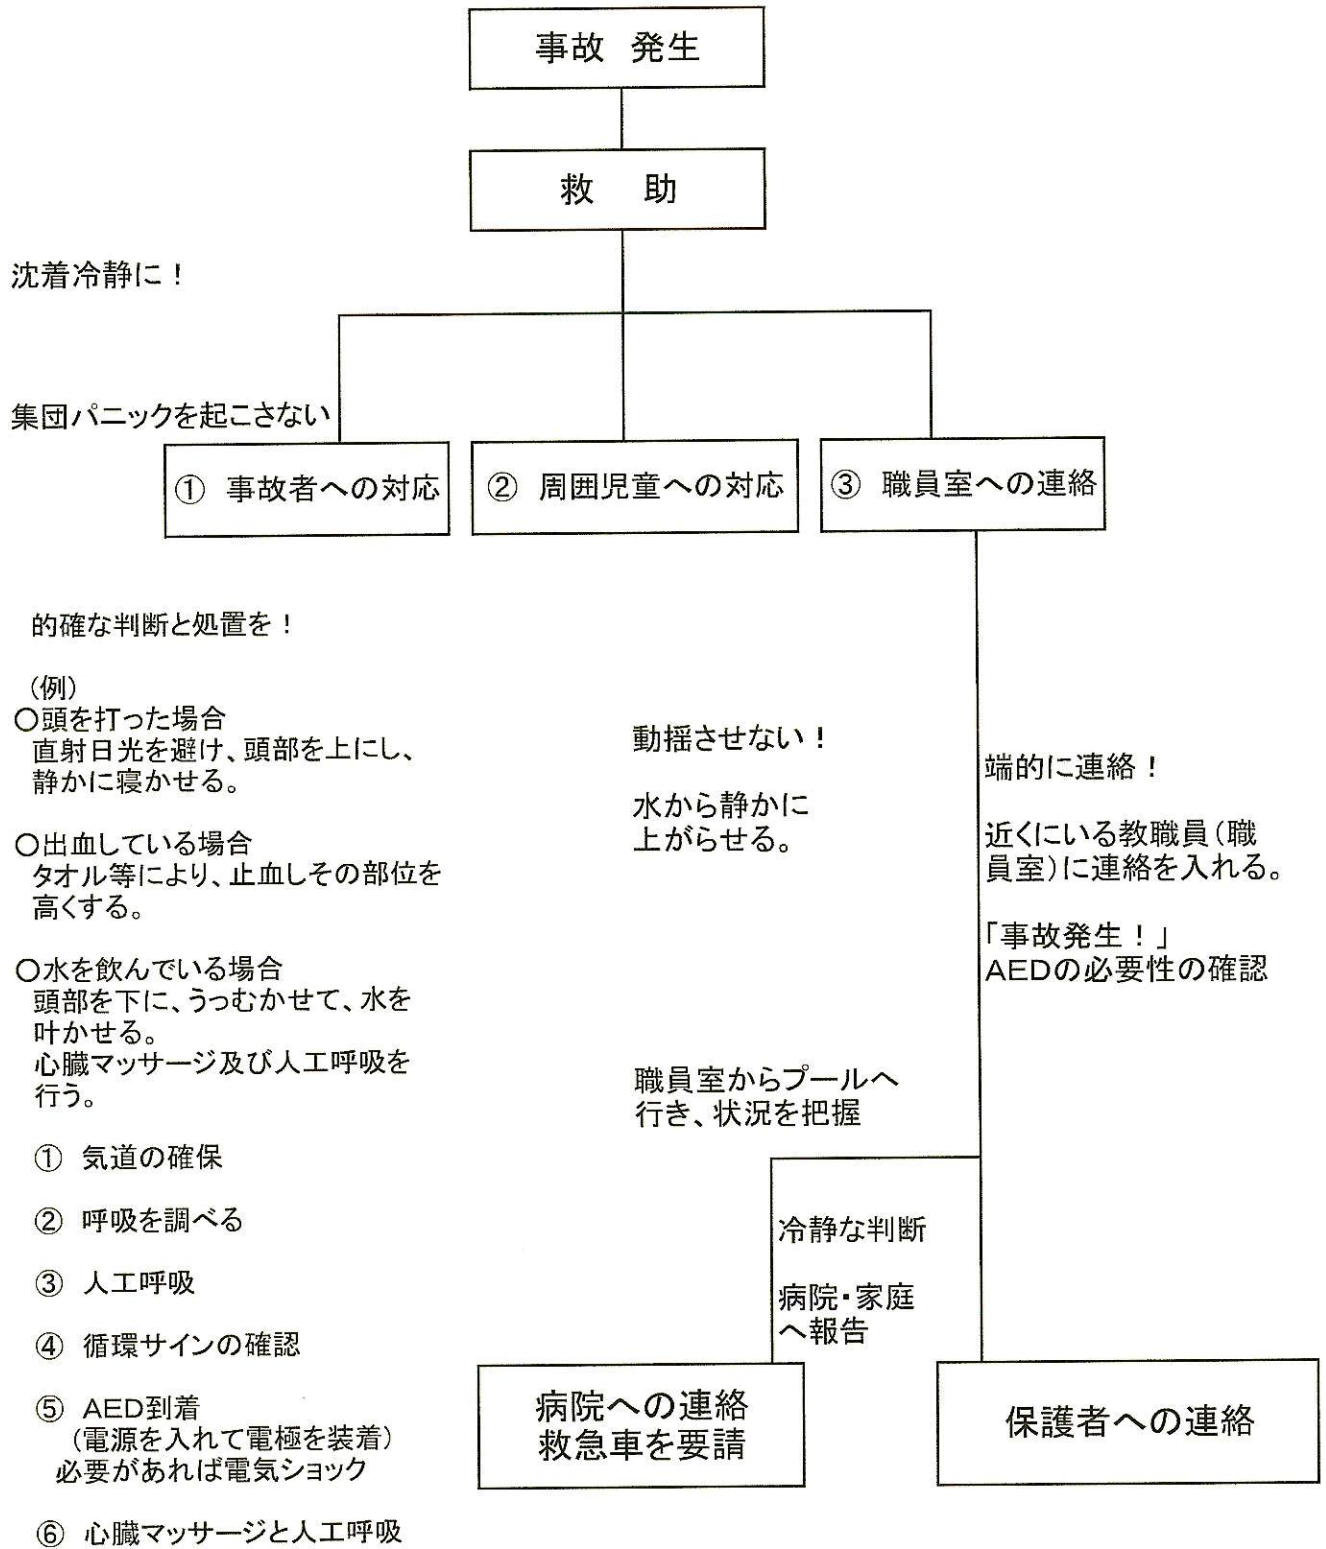 事故 発生
救 助
沈着冷静に！
集団パニックを起こさない
① 事故者への対応
② 周囲児童への対応
③ 職員室への連絡
的確な判断と処置を！
（例）
○頭を打った場合
直射日光を避け、頭部を上にし、
静かに寝かせる。
○出血している場合
タオル等により、止血しその部位を
高くする。
○水を飲んでいる場合
頭部を下に、うつむかせて、水を
叶かせる。
心臓マッサージ及び人工呼吸を
行う。
① 気道の確保
② 呼吸を調べる
③ 人工呼吸
④ 循環サインの確認
⑤ AED到着
（電源を入れて電極を装着）
必要があれば電気ショック
⑥ 心臓マッサージと人工呼吸
動揺させない！
水から静かに
上がらせる。
端的に連絡！
近くにいる教職員（職
員室）に連絡を入れる。
「事故発生！」
AEDの必要性の確認
職員室からプールへ
行き、状況を把握
冷静な判断
病院・家庭
へ報告
病院への連絡
救急車を要請
保護者への連絡